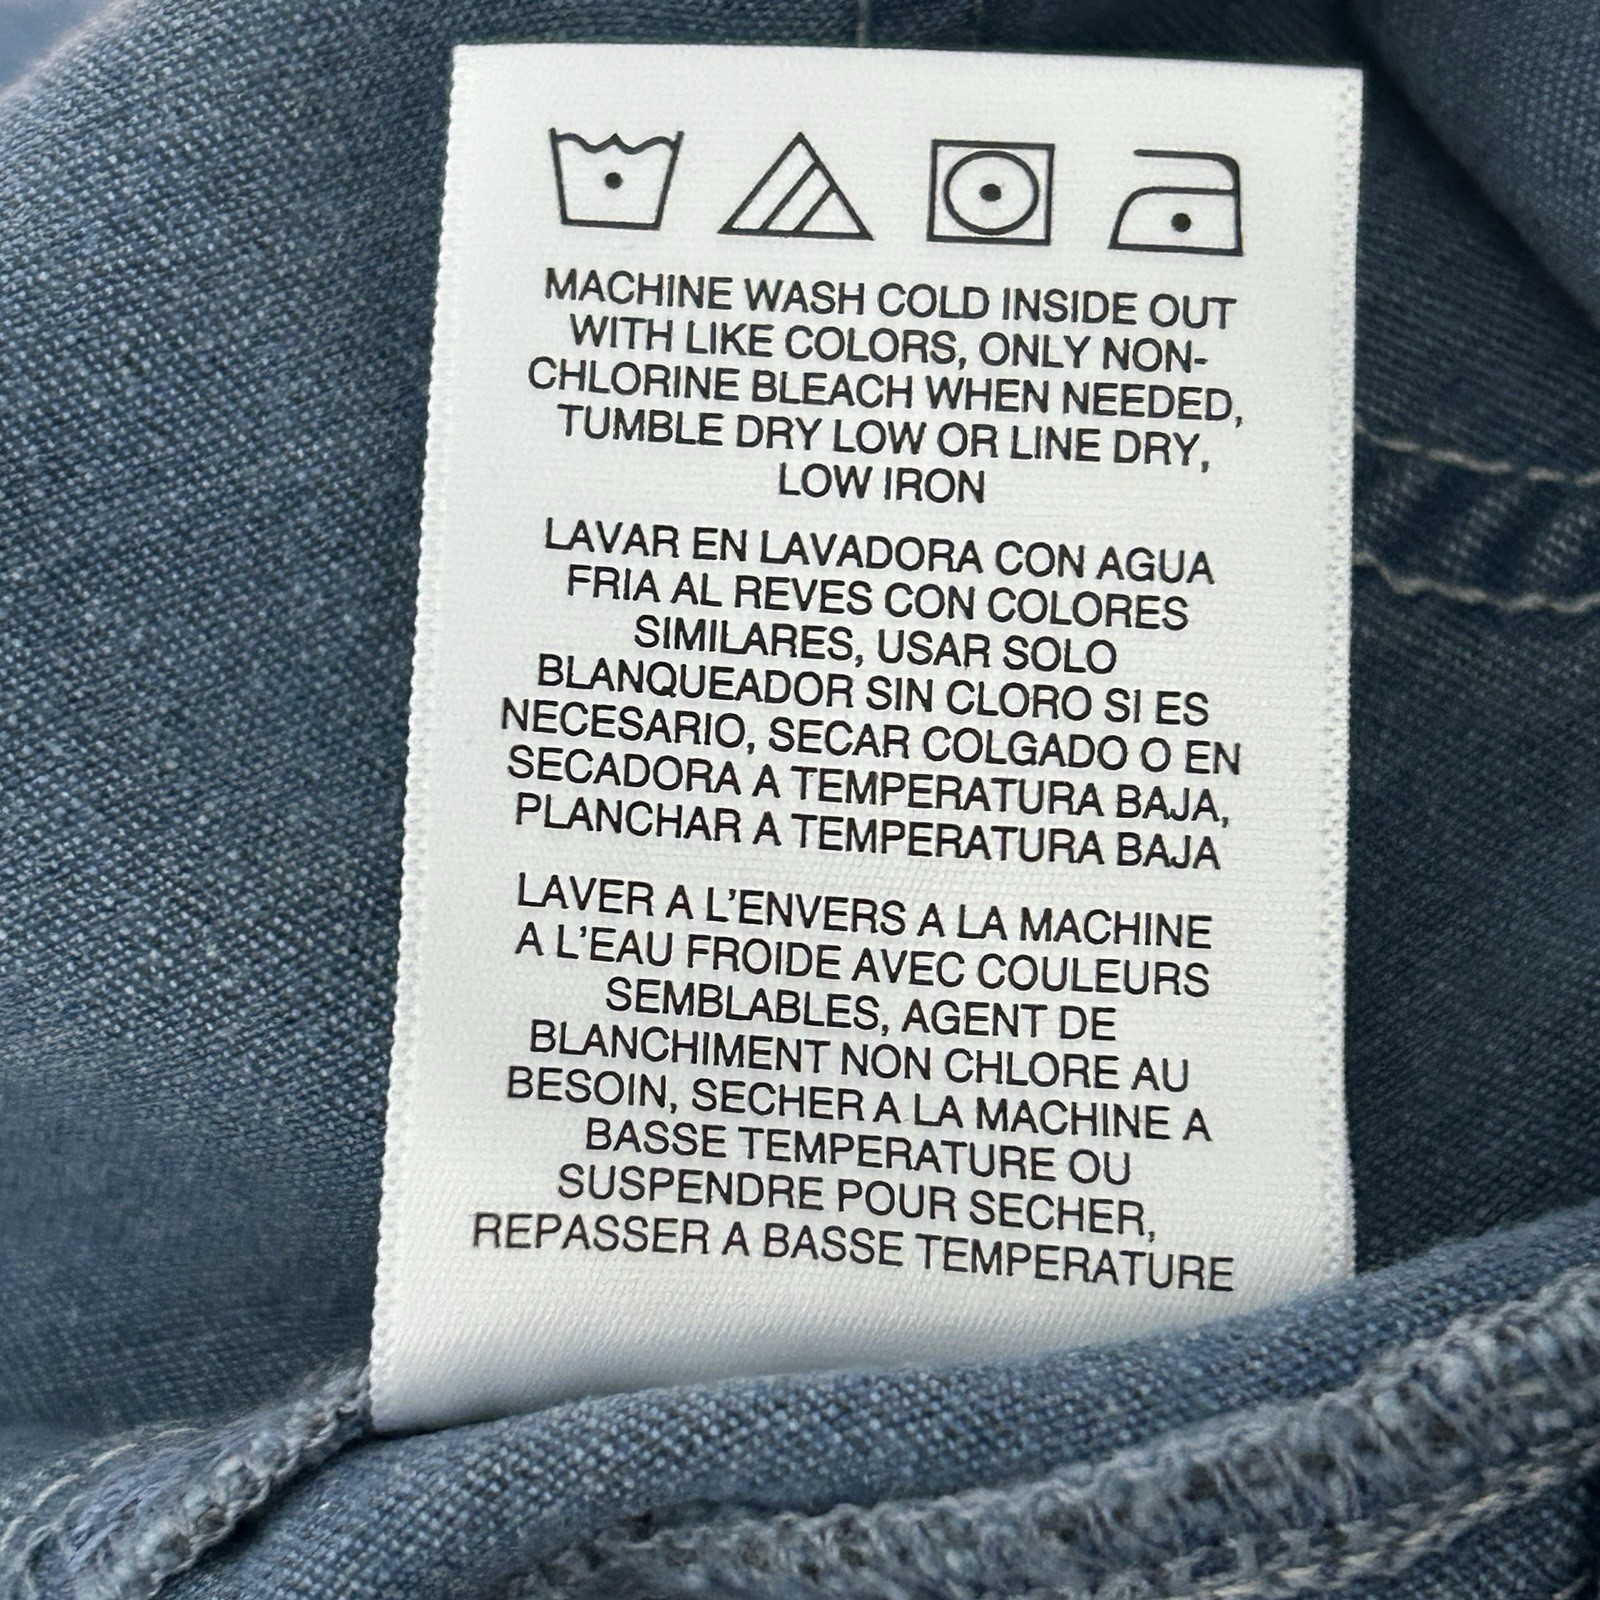 MACHINE WASH COLD INSIDE OUT
WITH LIKE COLORS, ONLY NON-
CHLORINE BLEACH WHEN NEEDED,
TUMBLE DRY LOW OR LINE DRY,
LOW IRON
LAVAR EN LAVADORA CON AGUA
FRIA AL REVES CON COLORES
SIMILARES, USAR SOLO
BLANQUEADOR SIN CLORO SI ES
NECESARIO, SECAR COLGADO O EN
SECADORA A TEMPERATURA BAJA,
PLANCHAR A TEMPERATURA BAJA
LAVER A L'ENVERS A LA MACHINE
A L'EAU FROIDE AVEC COULEURS
SEMBLABLES, AGENT DE
BLANCHIMENT NON CHLORE AU
BESOIN, SECHER A LA MACHINE A
BASSE TEMPERATURE OU
SUSPENDRE POUR SECHER,
REPASSER A BASSE TEMPERATURE